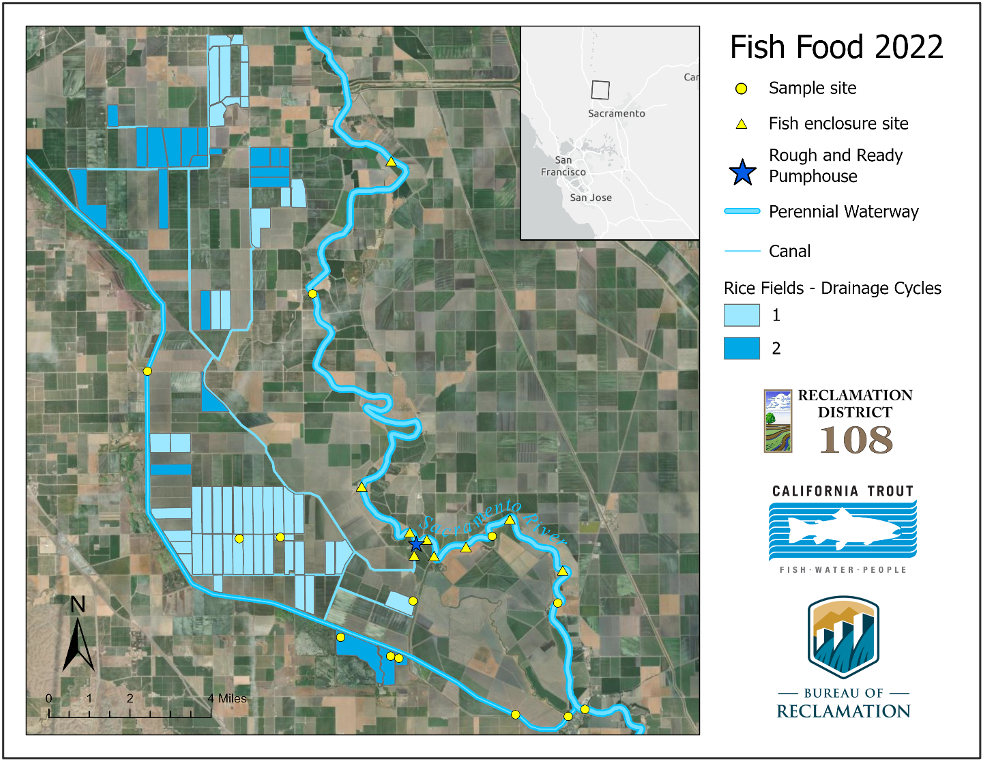 Fish Food 2022
Sample site
Fish enclosure site
Rough and Ready
Pumphouse
Perennial Waterway
Canal
Rice Fields - Drainage Cycles
1
2
RECLAMATION
DISTRICT
108
CALIFORNIA TROUT
FISH·WATER·PEOPLE
BUREAU OF
RECLAMATION
Car
Sacramento
San
Francisco
San Jose
Sacramento River
N
0 1 2 4 Miles